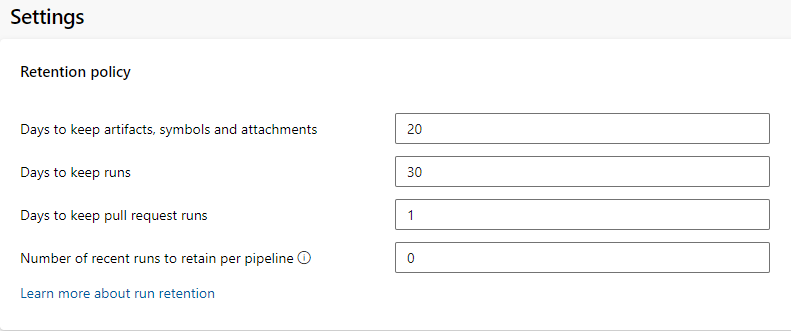 Settings
Retention policy
Days to keep artifacts, symbols and attachments 20
Days to keep runs 30
Days to keep pull request runs 1
Number of recent runs to retain per pipeline 0
Learn more about run retention